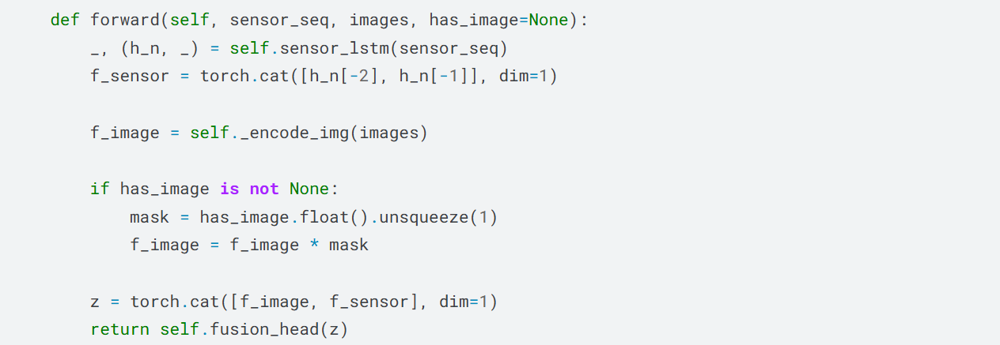 def forward(self, sensor_seq, images, has_image=None):
    _, (h_n, _) = self.sensor_lstm(sensor_seq)
    f_sensor = torch.cat([h_n[-2], h_n[-1]], dim=1)

    f_image = self._encode_img(images)

    if has_image is not None:
        mask = has_image.float().unsqueeze(1)
        f_image = f_image * mask

    z = torch.cat([f_image, f_sensor], dim=1)
    return self.fusion_head(z)